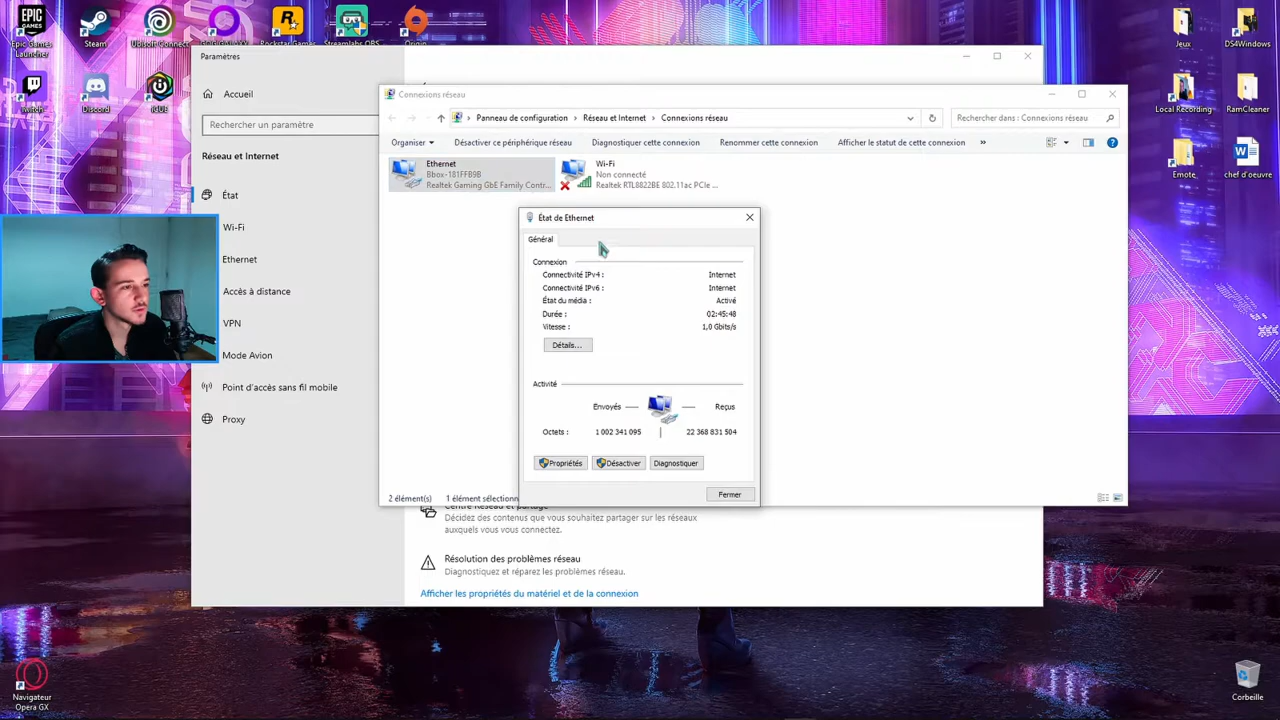 Epic Games
Launcher
Steam
Ubisoft Connect
Rockstar Games
Streamlabs OBS
Origin
Twitch
Discord
iCUE
Jeux
DS4Windows
Local Recording
RamCleaner
Emote
chef d'oeuvre
Paramètres
Accueil
Rechercher un paramètre
Réseau et Internet
État
Wi-Fi
Ethernet
Accès à distance
VPN
Mode Avion
Point d'accès sans fil mobile
Proxy
Connexions réseau
Panneau de configuration
Réseau et Internet
Connexions réseau
Rechercher dans : Connexions réseau
Organiser
Désactiver ce périphérique réseau
Diagnostiquer cette connexion
Renommer cette connexion
Afficher le statut de cette connexion
»
Ethernet
Bbox-181FFB9B
Realtek Gaming GbE Family Contr...
Wi-Fi
Non connecté
Realtek RTL8822BE 802.11ac PCIe ...
État de Ethernet
Général
Connexion
Connectivité IPv4 : Internet
Connectivité IPv6 : Internet
État du média : Activé
Durée : 02:45:48
Vitesse : 1,0 Gbits/s
Détails...
Activité
Envoyés Reçus
Octets : 1 002 341 095 22 368 831 504
Propriétés Désactiver Diagnostiquer
Fermer
2 élément(s) 1 élément sélectionn
Centre Réseau et partage
Décidez des contenus que vous souhaitez partager sur les réseaux
auxquels vous vous connectez.
Résolution des problèmes réseau
Diagnostiquez et réparez les problèmes réseau.
Afficher les propriétés du matériel et de la connexion
Navigateur
Opera GX
Corbeille